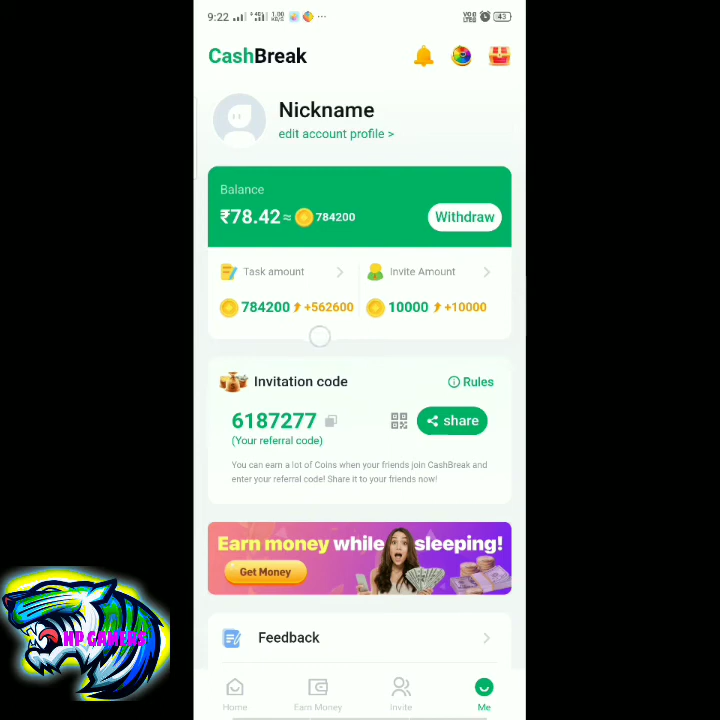 9:22
CashBreak
Nickname
edit account profile >
Balance
₹78.42 ≈ 784200
Withdraw
Task amount
Invite Amount
784200 +562600
10000 +10000
Invitation code
Rules
6187277
share
(Your referral code)
You can earn a lot of Coins when your friends join CashBreak and
enter your referral code! Share it to your friends now!
Earn money while sleeping!
Get Money
HP GAMERS
Feedback
Home
Earn Money
Invite
Me